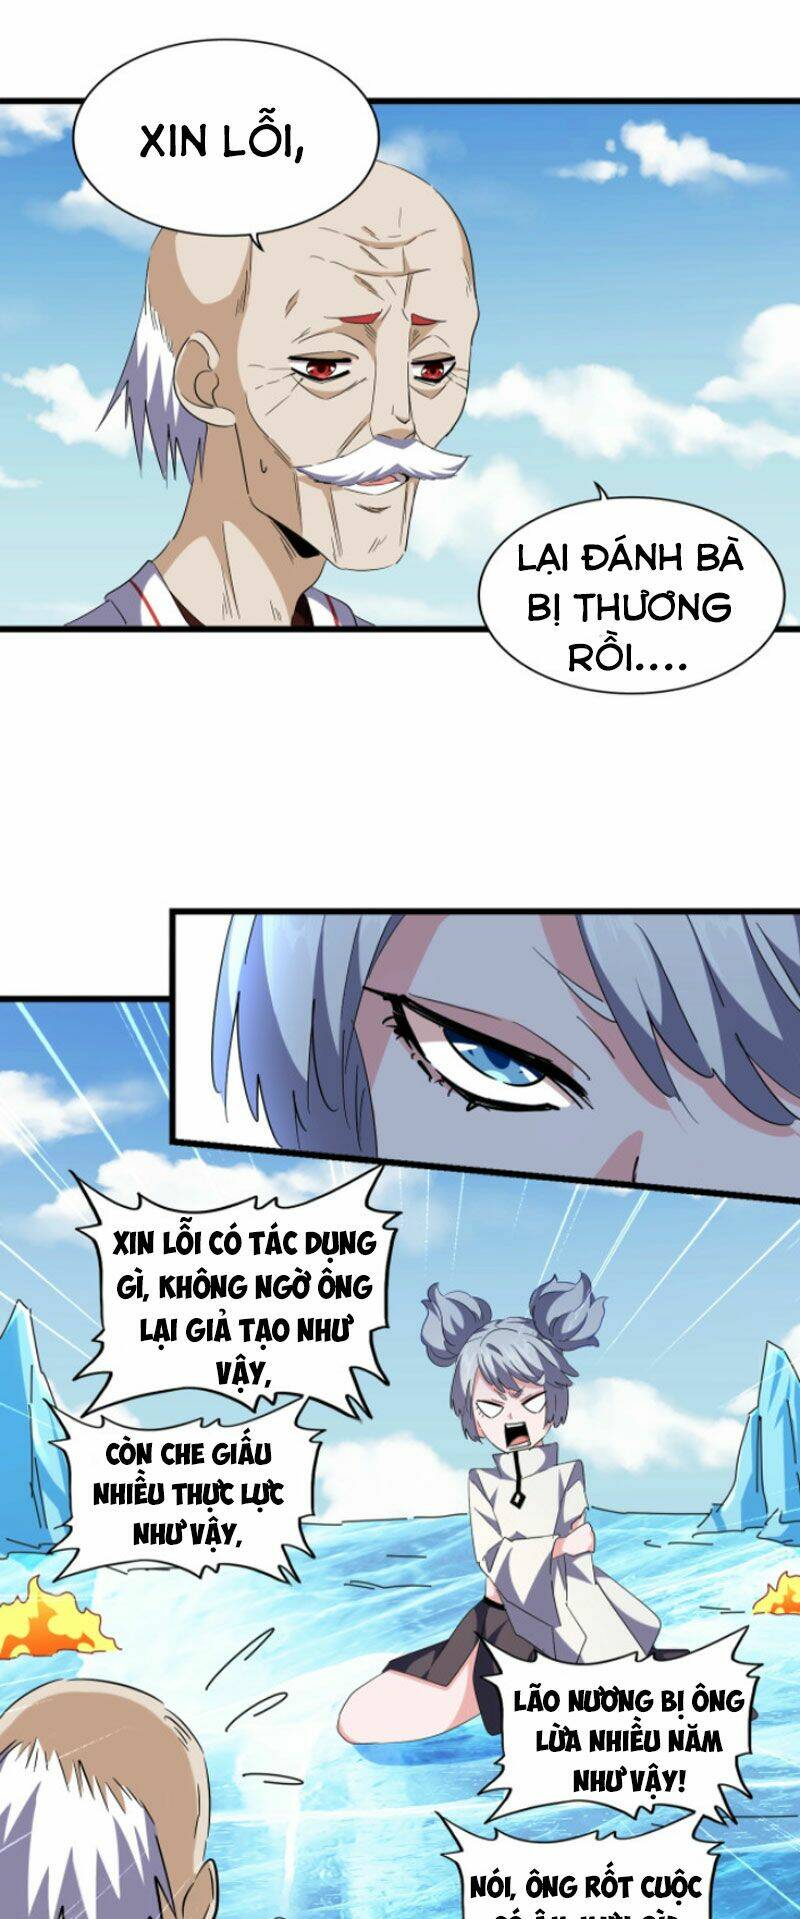 XIN LỖI,
LẠI ĐÁNH BÀ
BỊ THƯƠNG
RỒI....
XIN LỖI CÓ TÁC DỤNG
GÌ, KHÔNG NGỜ ÔNG
LẠI GIẢ TẠO NHƯ
VẬY,
CÒN CHE GIẤU
NHIỀU THỰC LỰC
NHƯ VẬY,
LÃO NƯƠNG BỊ ÔNG
LỪA NHIỀU NĂM
NHƯ VẬY!
NÓI, ÔNG RỐT CUỘC